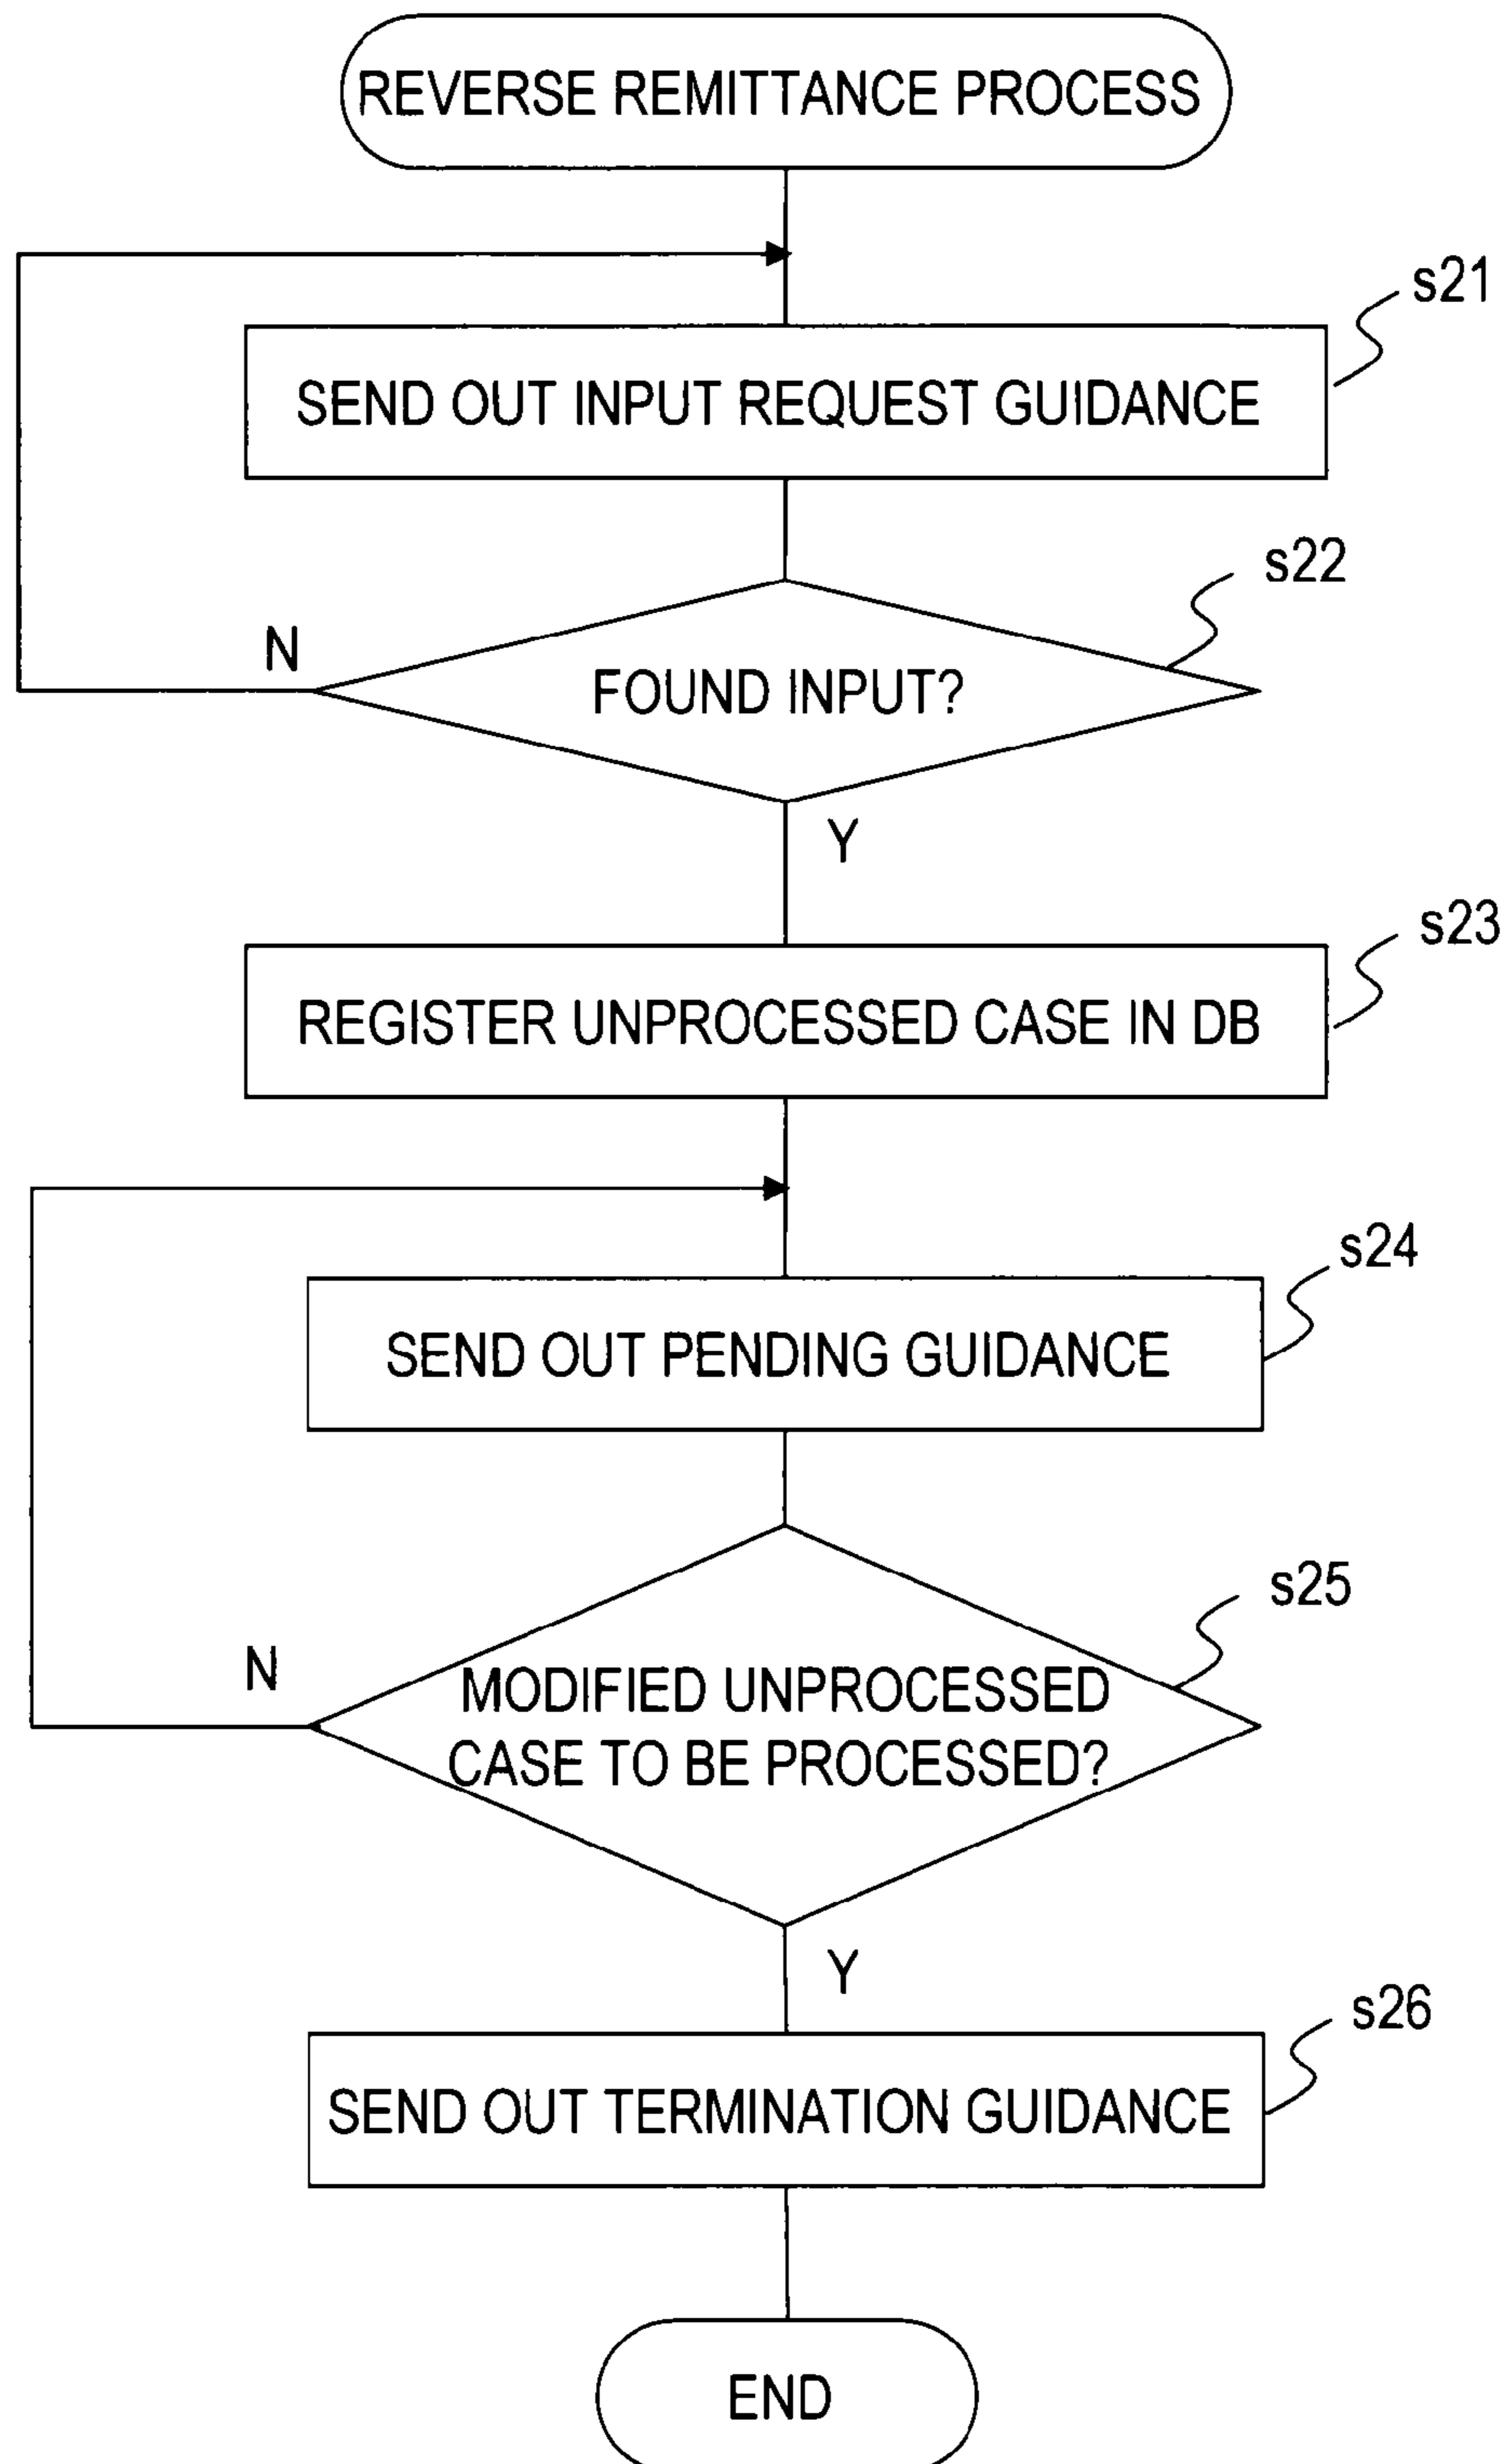 REVERSE REMITTANCE PROCESS
s21
SEND OUT INPUT REQUEST GUIDANCE
s22
N
FOUND INPUT?
Y
s23
REGISTER UNPROCESSED CASE IN DB
s24
SEND OUT PENDING GUIDANCE
s25
N
MODIFIED UNPROCESSED
CASE TO BE PROCESSED?
Y
s26
SEND OUT TERMINATION GUIDANCE
END